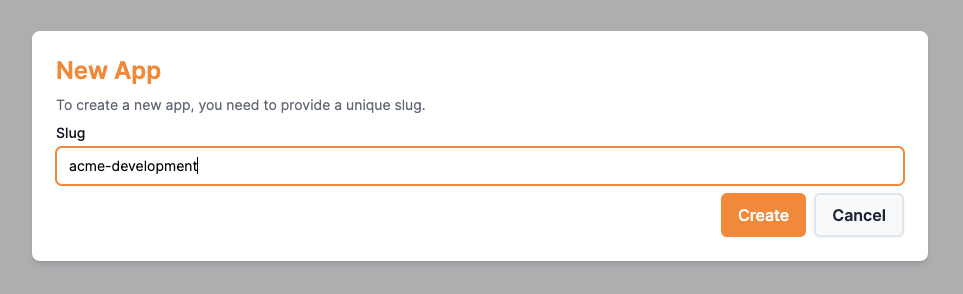 New App
To create a new app, you need to provide a unique slug.
Slug
acme-development
Create Cancel